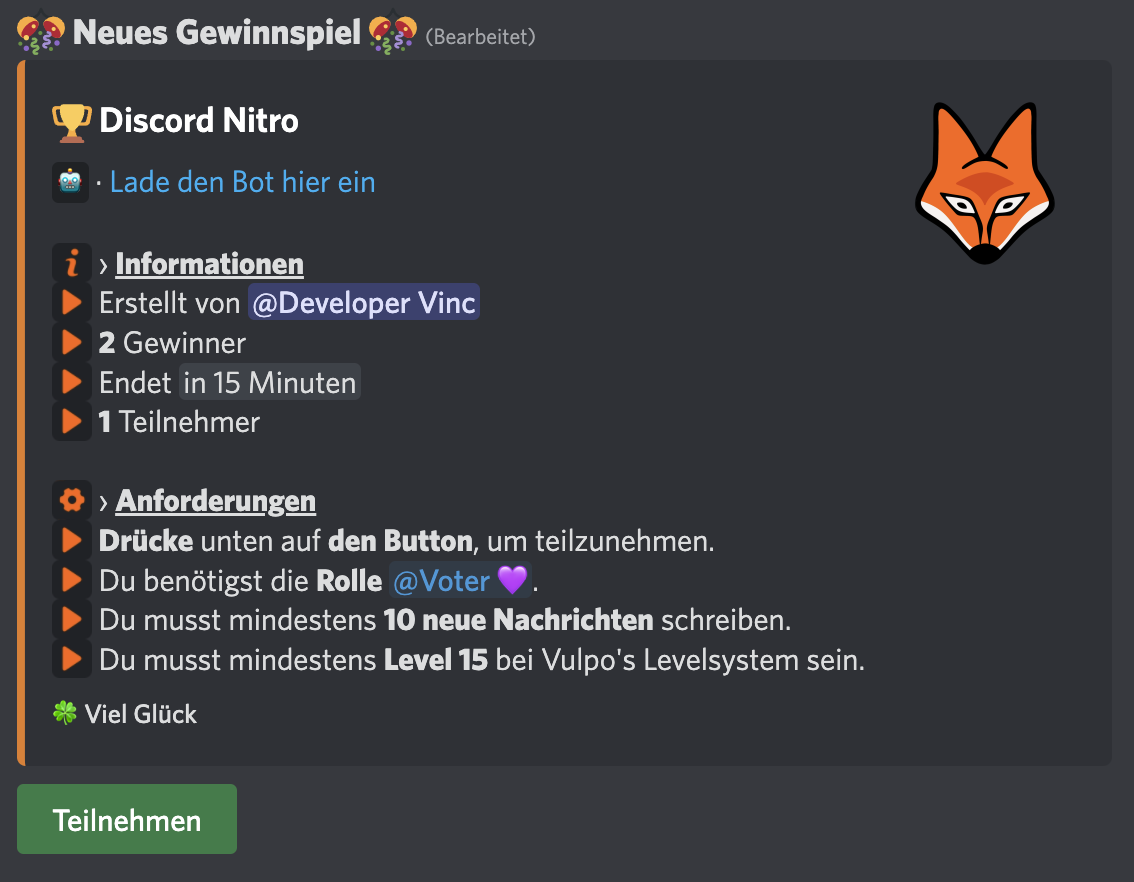 Neues Gewinnspiel (Bearbeitet)
Discord Nitro
· Lade den Bot hier ein
i › Informationen
Erstellt von @Developer Vinc
2 Gewinner
Endet in 15 Minuten
1 Teilnehmer
› Anforderungen
Drücke unten auf den Button, um teilzunehmen.
Du benötigst die Rolle @Voter 💜.
Du musst mindestens 10 neue Nachrichten schreiben.
Du musst mindestens Level 15 bei Vulpo's Levelsystem sein.
🍀 Viel Glück
Teilnehmen